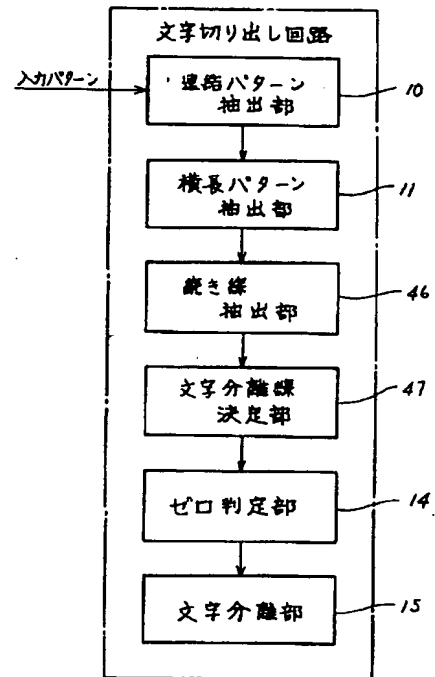 文字切り出し回路
入力パターン
連結パターン
抽出部
10
横長パターン
抽出部
11
続き線
抽出部
46
文字分離線
決定部
47
ゼロ判定部
14
文字分離部
15